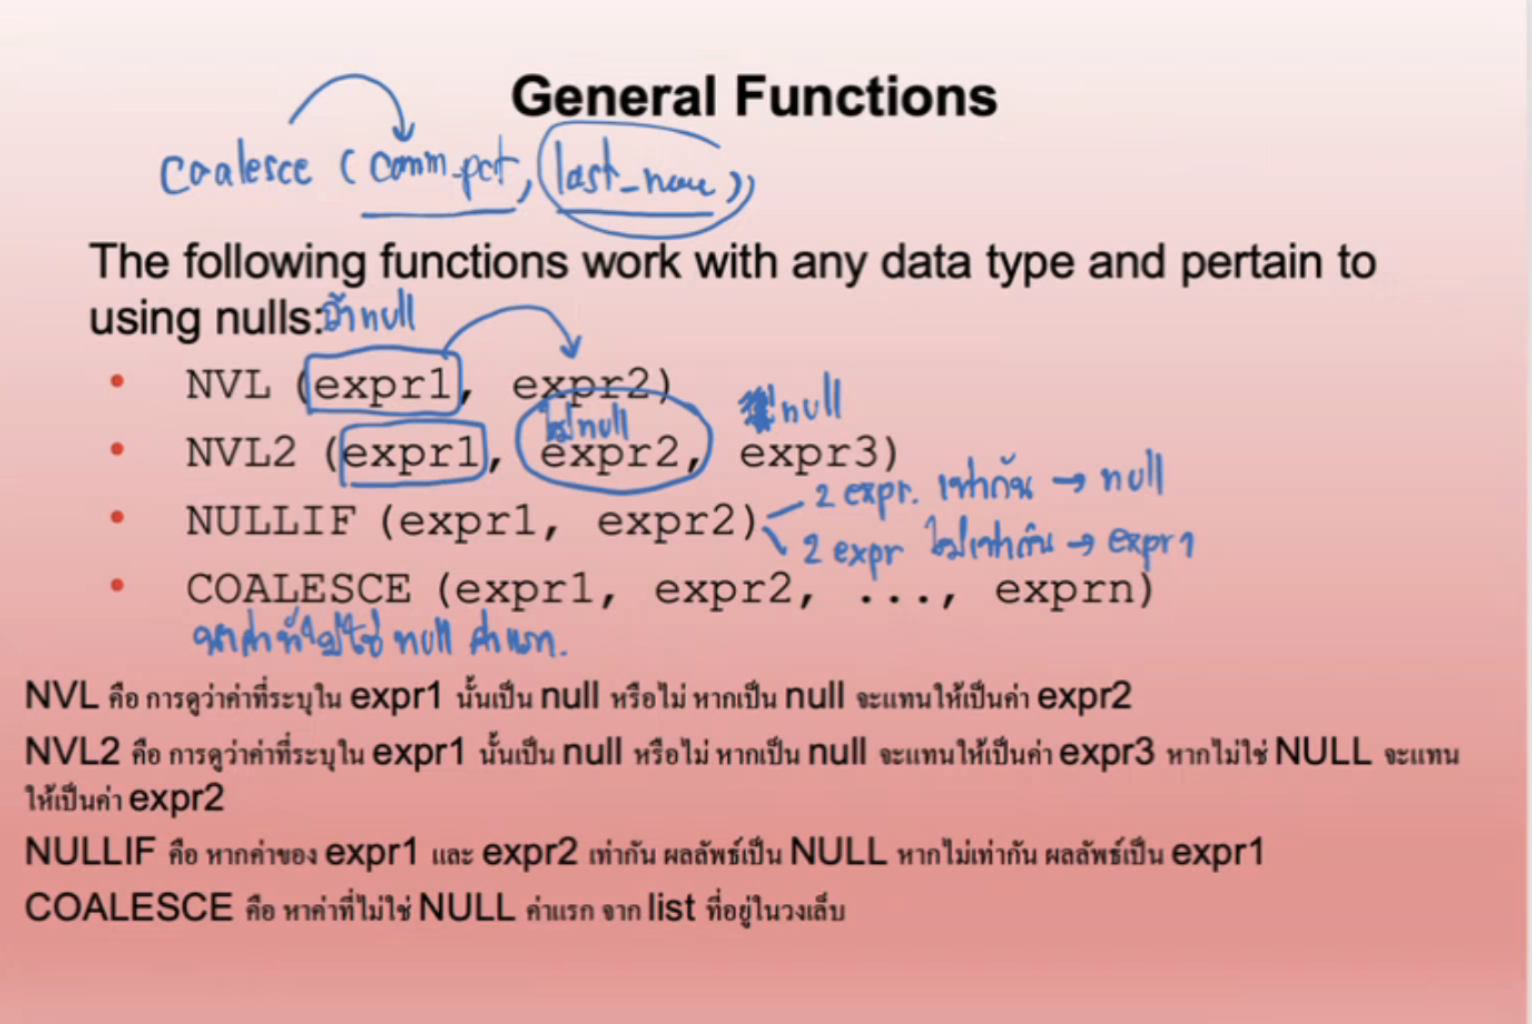 General Functions
coalesce (comm_pct, last_name))
The following functions work with any data type and pertain to
using nulls: ถ้า null
• NVL (expr1, expr2)
ไม่ null
null
• NVL2 (expr1, expr2, expr3)
2 expr. เท่ากัน → null
• NULLIF (expr1, expr2)
2 expr ไม่เท่ากัน → expr1
• COALESCE (expr1, expr2, ..., exprn)
หาค่าที่ไม่ใช่ null ค่าแรก.
NVL คือ การดูว่าค่าที่ระบุใน expr1 นั้นเป็น null หรือไม่ หากเป็น null จะแทนให้เป็นค่า expr2
NVL2 คือ การดูว่าค่าที่ระบุใน expr1 นั้นเป็น null หรือไม่ หากเป็น null จะแทนให้เป็นค่า expr3 หากไม่ใช่ NULL จะแทน
ให้เป็นค่า expr2
NULLIF คือ หากค่าของ expr1 และ expr2 เท่ากัน ผลลัพธ์เป็น NULL หากไม่เท่ากัน ผลลัพธ์เป็น expr1
COALESCE คือ หาค่าที่ไม่ใช่ NULL ค่าแรก จาก list ที่อยู่ในวงเล็บ